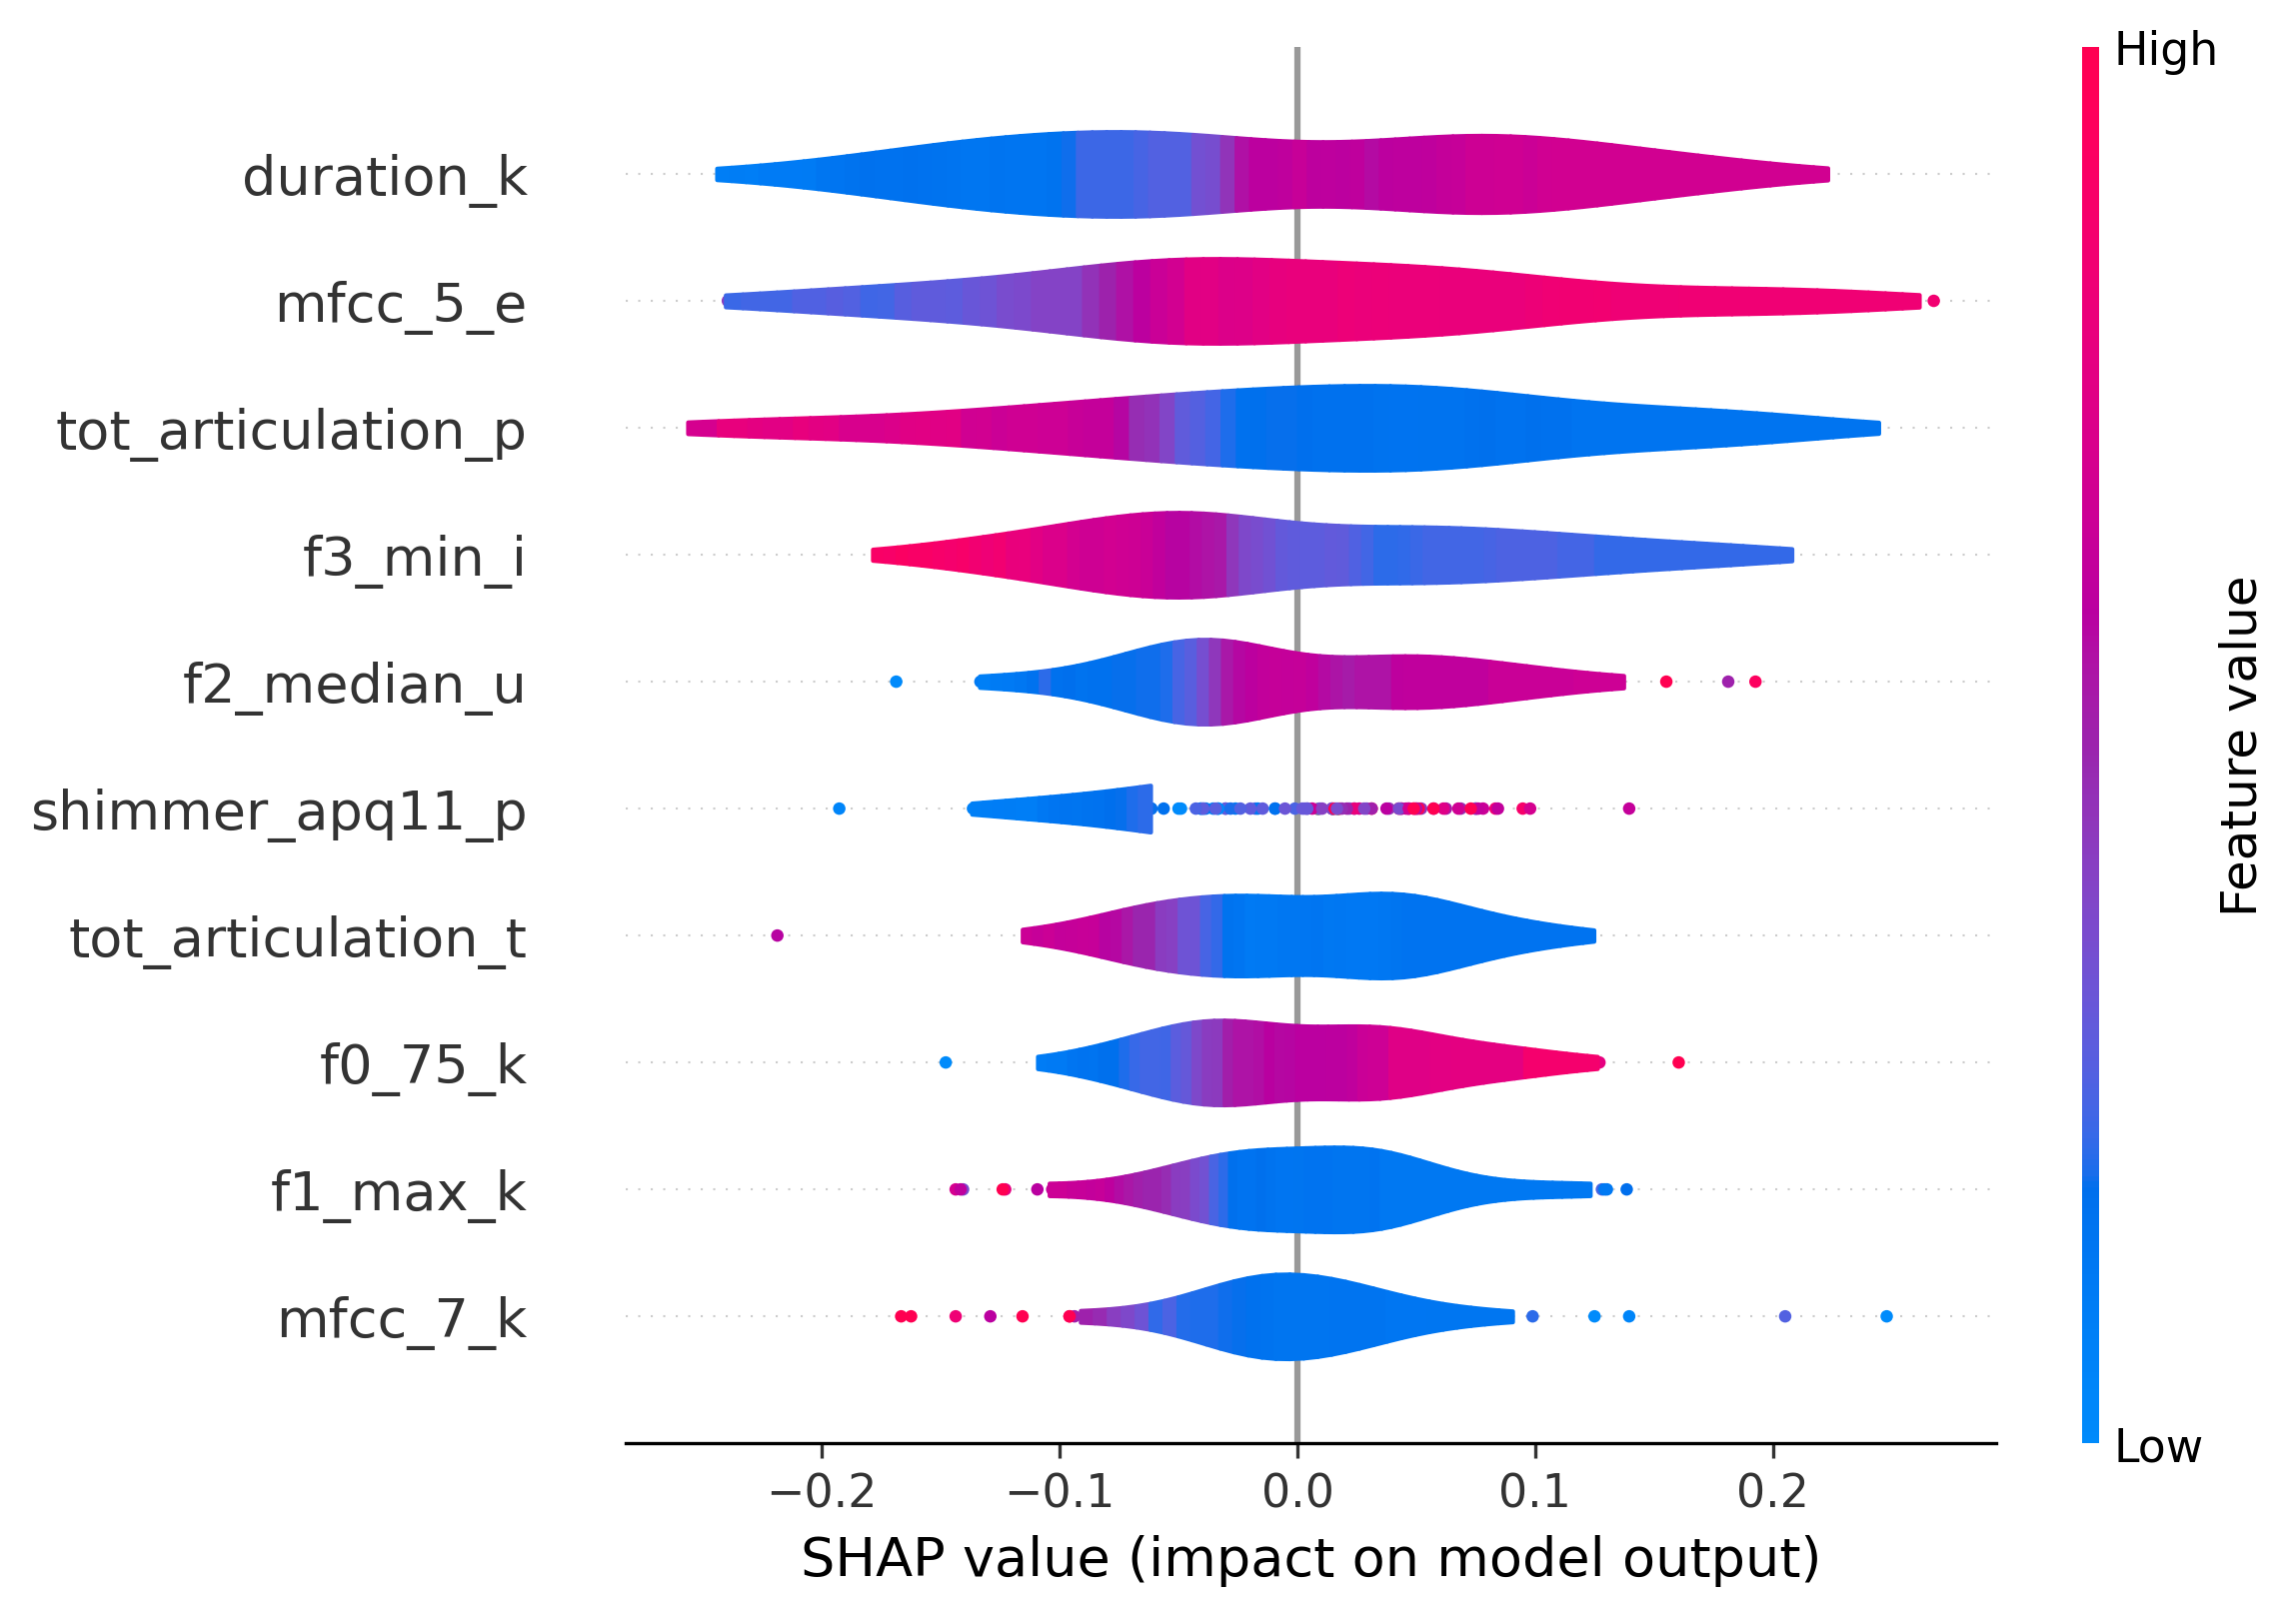 High
duration_k
mfcc_5_e
tot_articulation_p
f3_min_i
f2_median_u
shimmer_apq11_p
tot_articulation_t
f0_75_k
f1_max_k
mfcc_7_k
Feature value
Low
−0.2 −0.1 0.0 0.1 0.2
SHAP value (impact on model output)